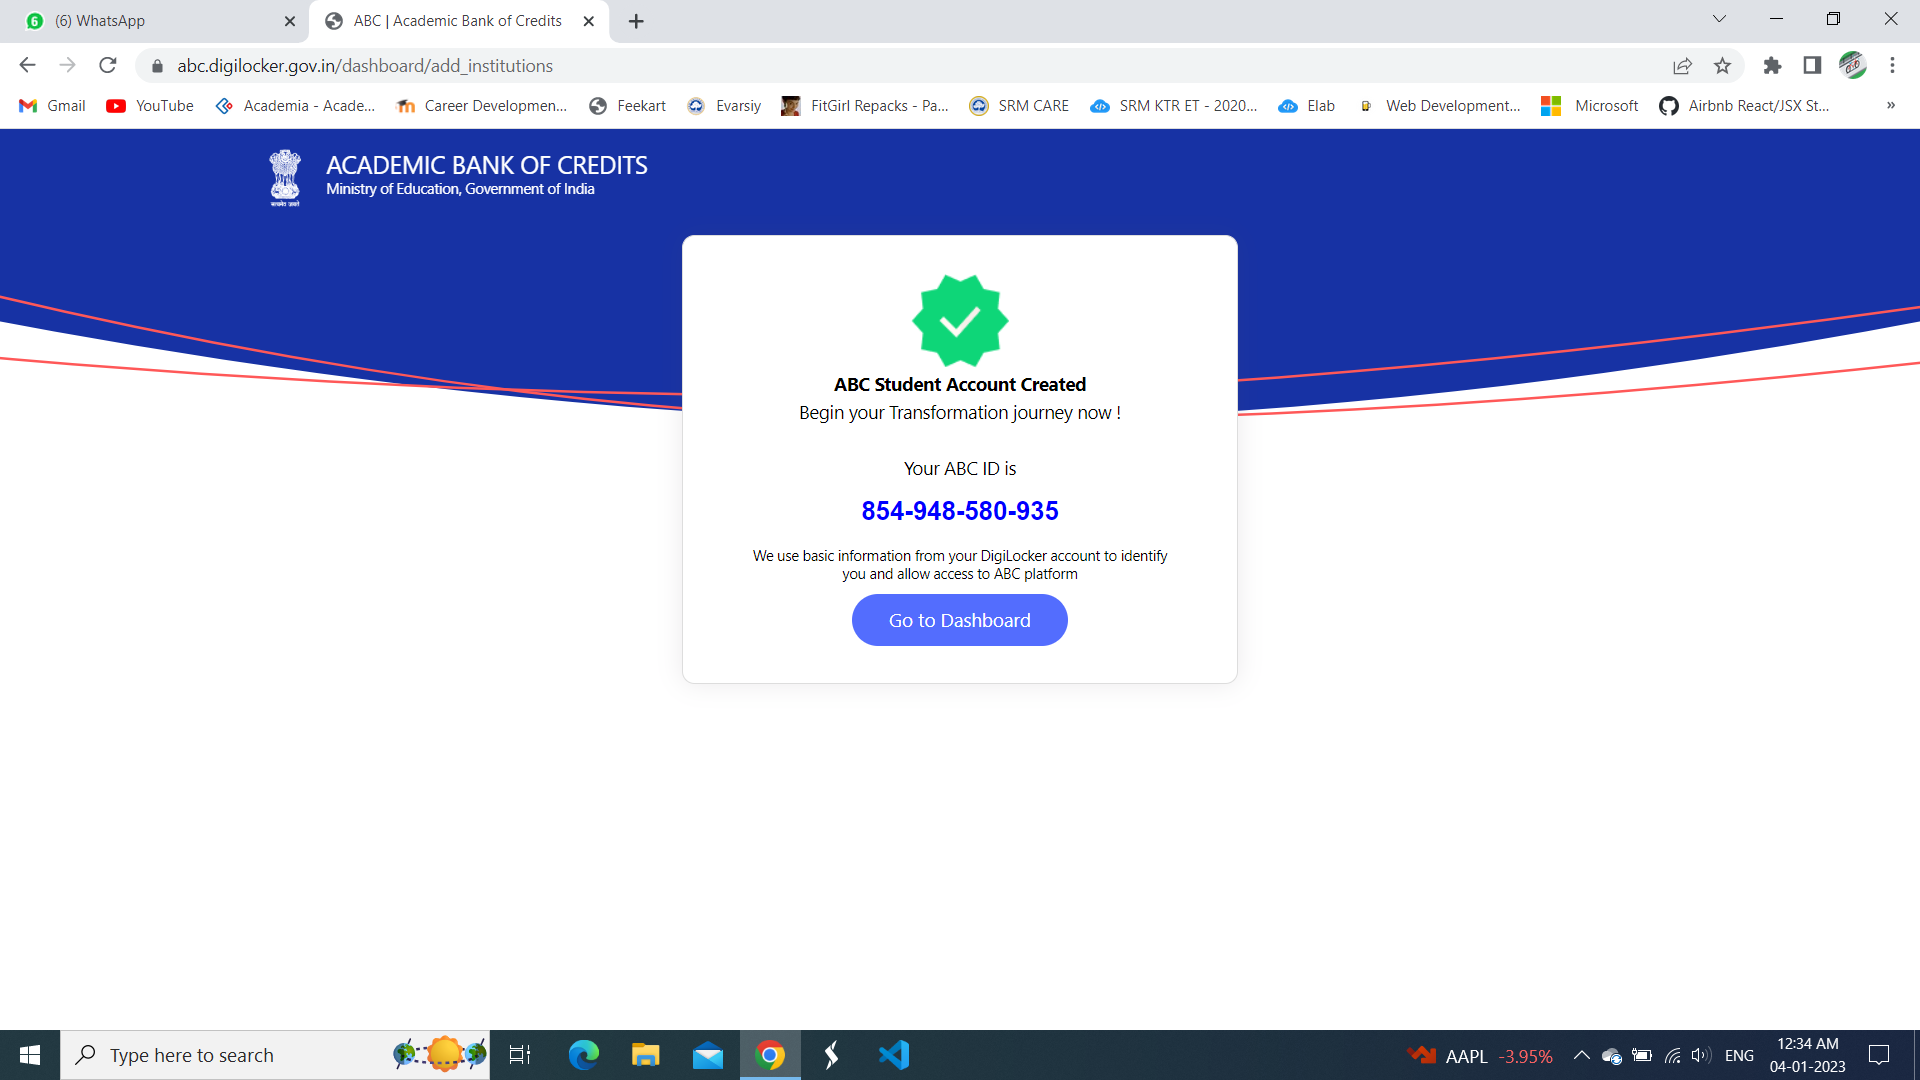 (6) WhatsApp
ABC | Academic Bank of Credits
abc.digilocker.gov.in/dashboard/add_institutions
Gmail
YouTube
Academia - Acade...
Career Developmen...
Feekart
Evarsiy
FitGirl Repacks - Pa...
SRM CARE
SRM KTR ET - 2020...
Elab
Web Development...
Microsoft
Airbnb React/JSX St...
»
ACADEMIC BANK OF CREDITS
Ministry of Education, Government of India
सत्यमेव जयते
ABC Student Account Created
Begin your Transformation journey now !
Your ABC ID is
854-948-580-935
We use basic information from your DigiLocker account to identify
you and allow access to ABC platform
Go to Dashboard
Type here to search
AAPL -3.95%
ENG
12:34 AM
04-01-2023